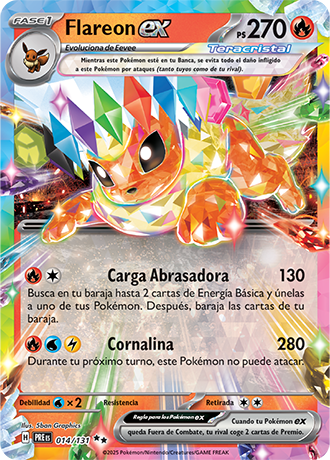 FASE 1 Flareon ex PS 270
Evoluciona de Eevee Teracristal
Mientras este Pokémon esté en tu Banca, se evita todo el daño infligido
a este Pokémon por ataques (tanto tuyos como de tu rival).
Carga Abrasadora 130
Busca en tu baraja hasta 2 cartas de Energía Básica y únelas
a uno de tus Pokémon. Después, baraja las cartas de tu
baraja.
Cornalina 280
Durante tu próximo turno, este Pokémon no puede atacar.
Debilidad ×2 Resistencia Retirada
Ilus. 5ban Graphics
Regla para los Pokémon ex
Cuando tu Pokémon ex
queda Fuera de Combate, tu rival coge 2 cartas de Premio.
H PRE ES 014/131
©2025 Pokémon/Nintendo/Creatures/GAME FREAK